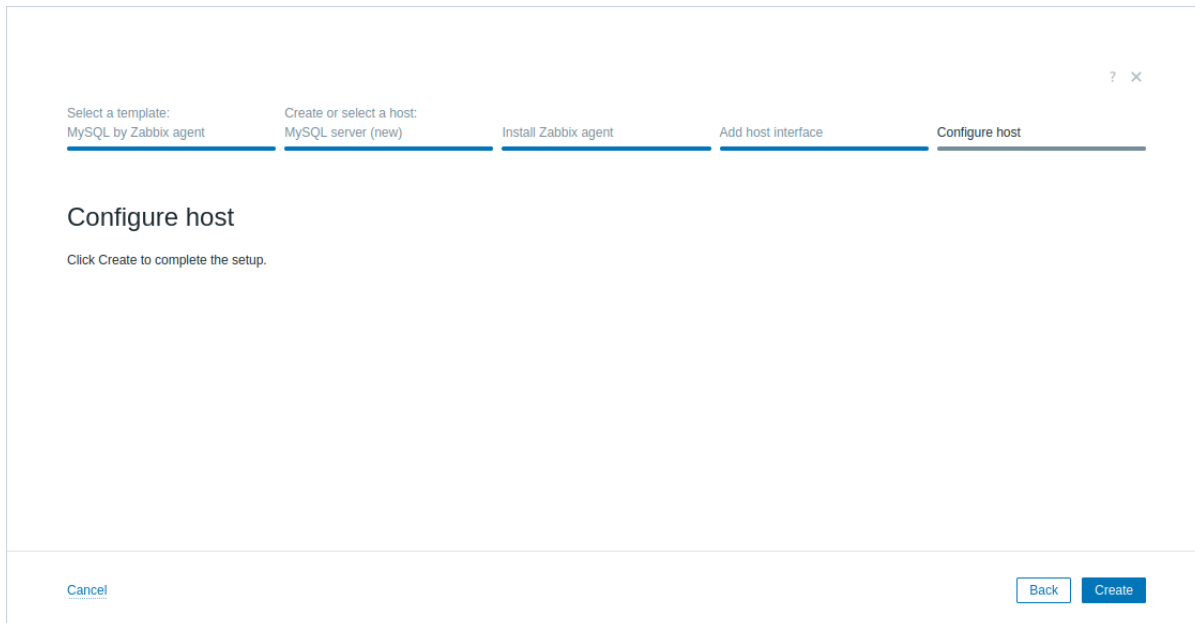 ? ✕
Select a template:
MySQL by Zabbix agent
Create or select a host:
MySQL server (new)
Install Zabbix agent
Add host interface
Configure host
Configure host
Click Create to complete the setup.
Cancel
Back
Create